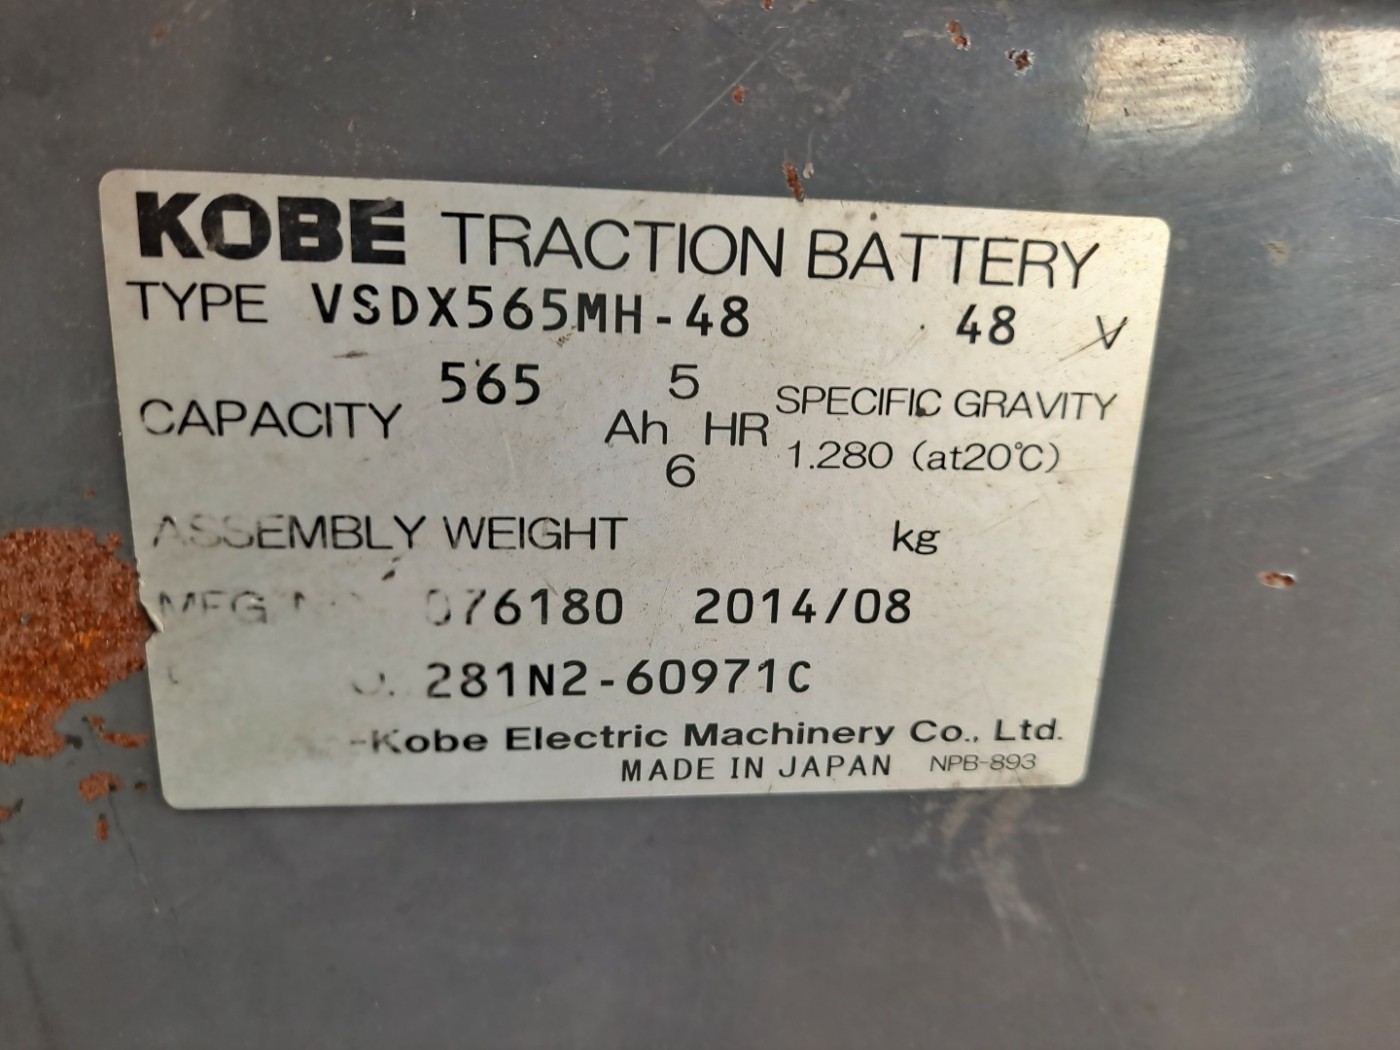 KOBE TRACTION BATTERY
TYPE VSDX565MH-48 48 V
565 5
CAPACITY Ah HR SPECIFIC GRAVITY
6 1.280 (at20℃)
ASSEMBLY WEIGHT kg
MFG 076180 2014/08
281N2-60971C
-Kobe Electric Machinery Co., Ltd.
MADE IN JAPAN NPB-893